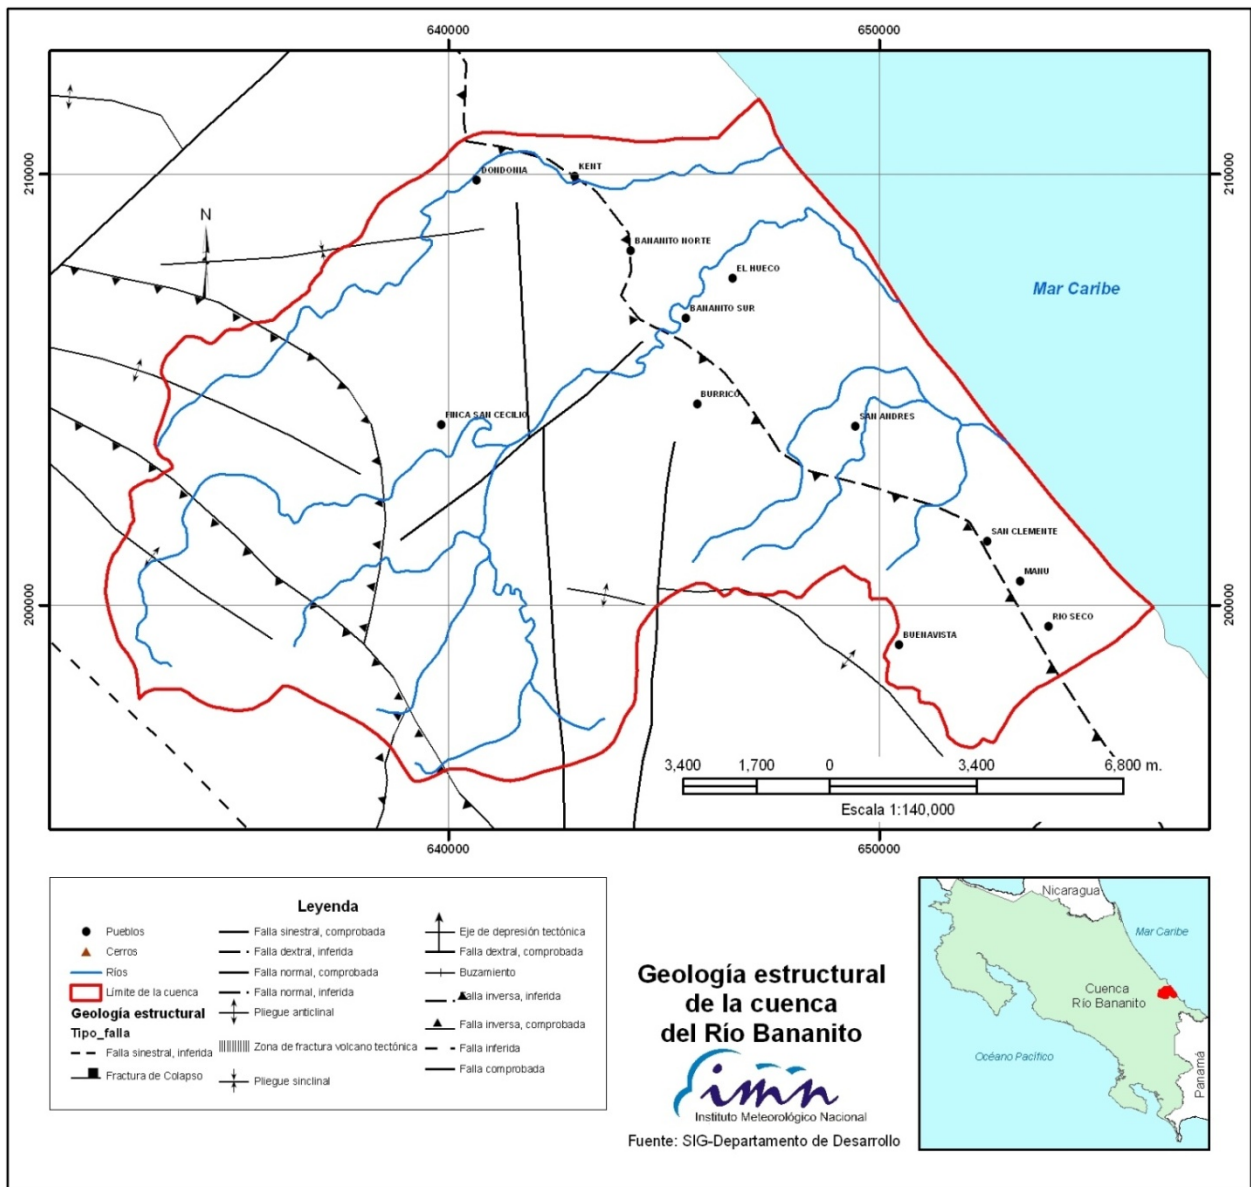 640000
650000
210000
210000
N
DONDONIA
KENT
BANANITO NORTE
EL HUECO
BANANITO SUR
Mar Caribe
BURRICO
FINCA SAN CECILIO
SAN ANDRES
SAN CLEMENTE
MANU
200000
200000
RIO SECO
BUENAVISTA
3,400 1,700 0 3,400 6,800 m.
Escala 1:140,000
640000
650000
Leyenda
Pueblos
Cerros
Ríos
Límite de la cuenca
Geología estructural
Tipo_falla
Falla sinestral, inferida
Fractura de Colapso
Falla sinestral, comprobada
Falla dextral, inferida
Falla normal, comprobada
Falla normal, inferida
Pliegue anticlinal
Zona de fractura volcano tectónica
Pliegue sinclinal
Eje de depresión tectónica
Falla dextral, comprobada
Buzamiento
Falla inversa, inferida
Falla inversa, comprobada
Falla inferida
Falla comprobada
Geología estructural
de la cuenca
del Río Bananito
imn
Instituto Meteorológico Nacional
Fuente: SIG-Departamento de Desarrollo
Nicaragua
Mar Caribe
Cuenca
Río Bananito
Océano Pacífico
Panamá